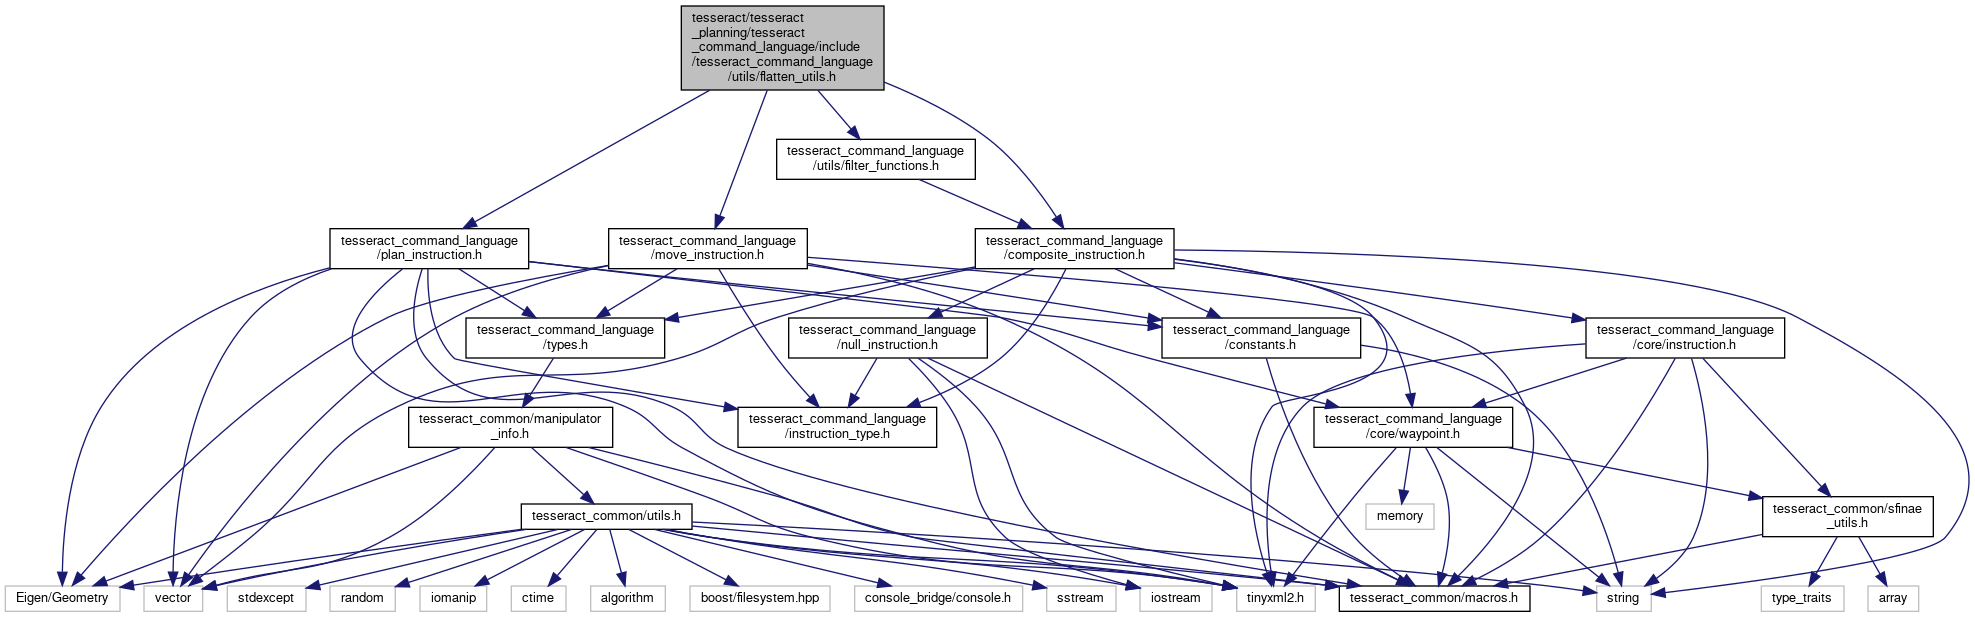 tesseract/tesseract
_planning/tesseract
_command_language/include
/tesseract_command_language
/utils/flatten_utils.h
tesseract_command_language
/utils/filter_functions.h
tesseract_command_language
/plan_instruction.h
tesseract_command_language
/move_instruction.h
tesseract_command_language
/composite_instruction.h
tesseract_command_language
/types.h
tesseract_command_language
/null_instruction.h
tesseract_command_language
/constants.h
tesseract_command_language
/core/instruction.h
tesseract_common/manipulator
_info.h
tesseract_command_language
/instruction_type.h
tesseract_command_language
/core/waypoint.h
tesseract_common/utils.h
memory
tesseract_common/sfinae
_utils.h
Eigen/Geometry
vector
stdexcept
random
iomanip
ctime
algorithm
boost/filesystem.hpp
console_bridge/console.h
sstream
iostream
tinyxml2.h
tesseract_common/macros.h
string
type_traits
array